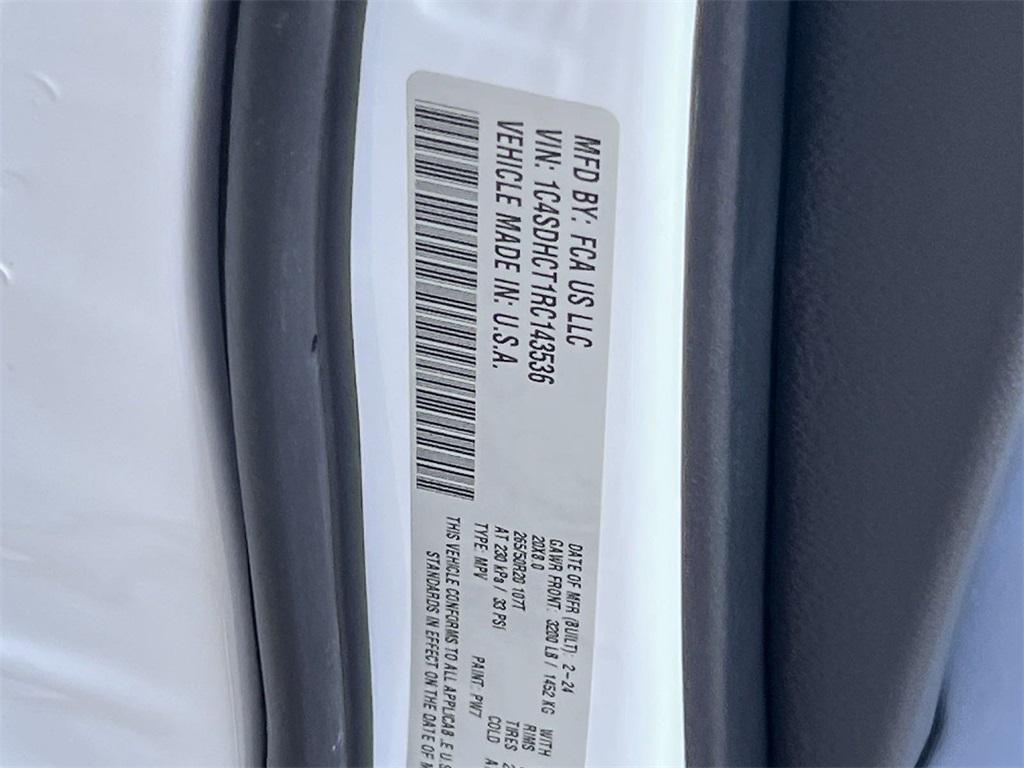 MFD BY: FCA US LLC
VIN: 1C4SDHCT1RC143536
VEHICLE MADE IN: U.S.A.
DATE OF MFR (BUILT): 2-24
GAWR FRONT: 3200 LB / 1452 KG WITH
20X8.0 RIMS
265/50R20 107T TIRES
AT 230 kPa / 33 PSI COLD
TYPE: MPV PAINT: PW7
THIS VEHICLE CONFORMS TO ALL APPLICABLE U.S.
STANDARDS IN EFFECT ON THE DATE OF M